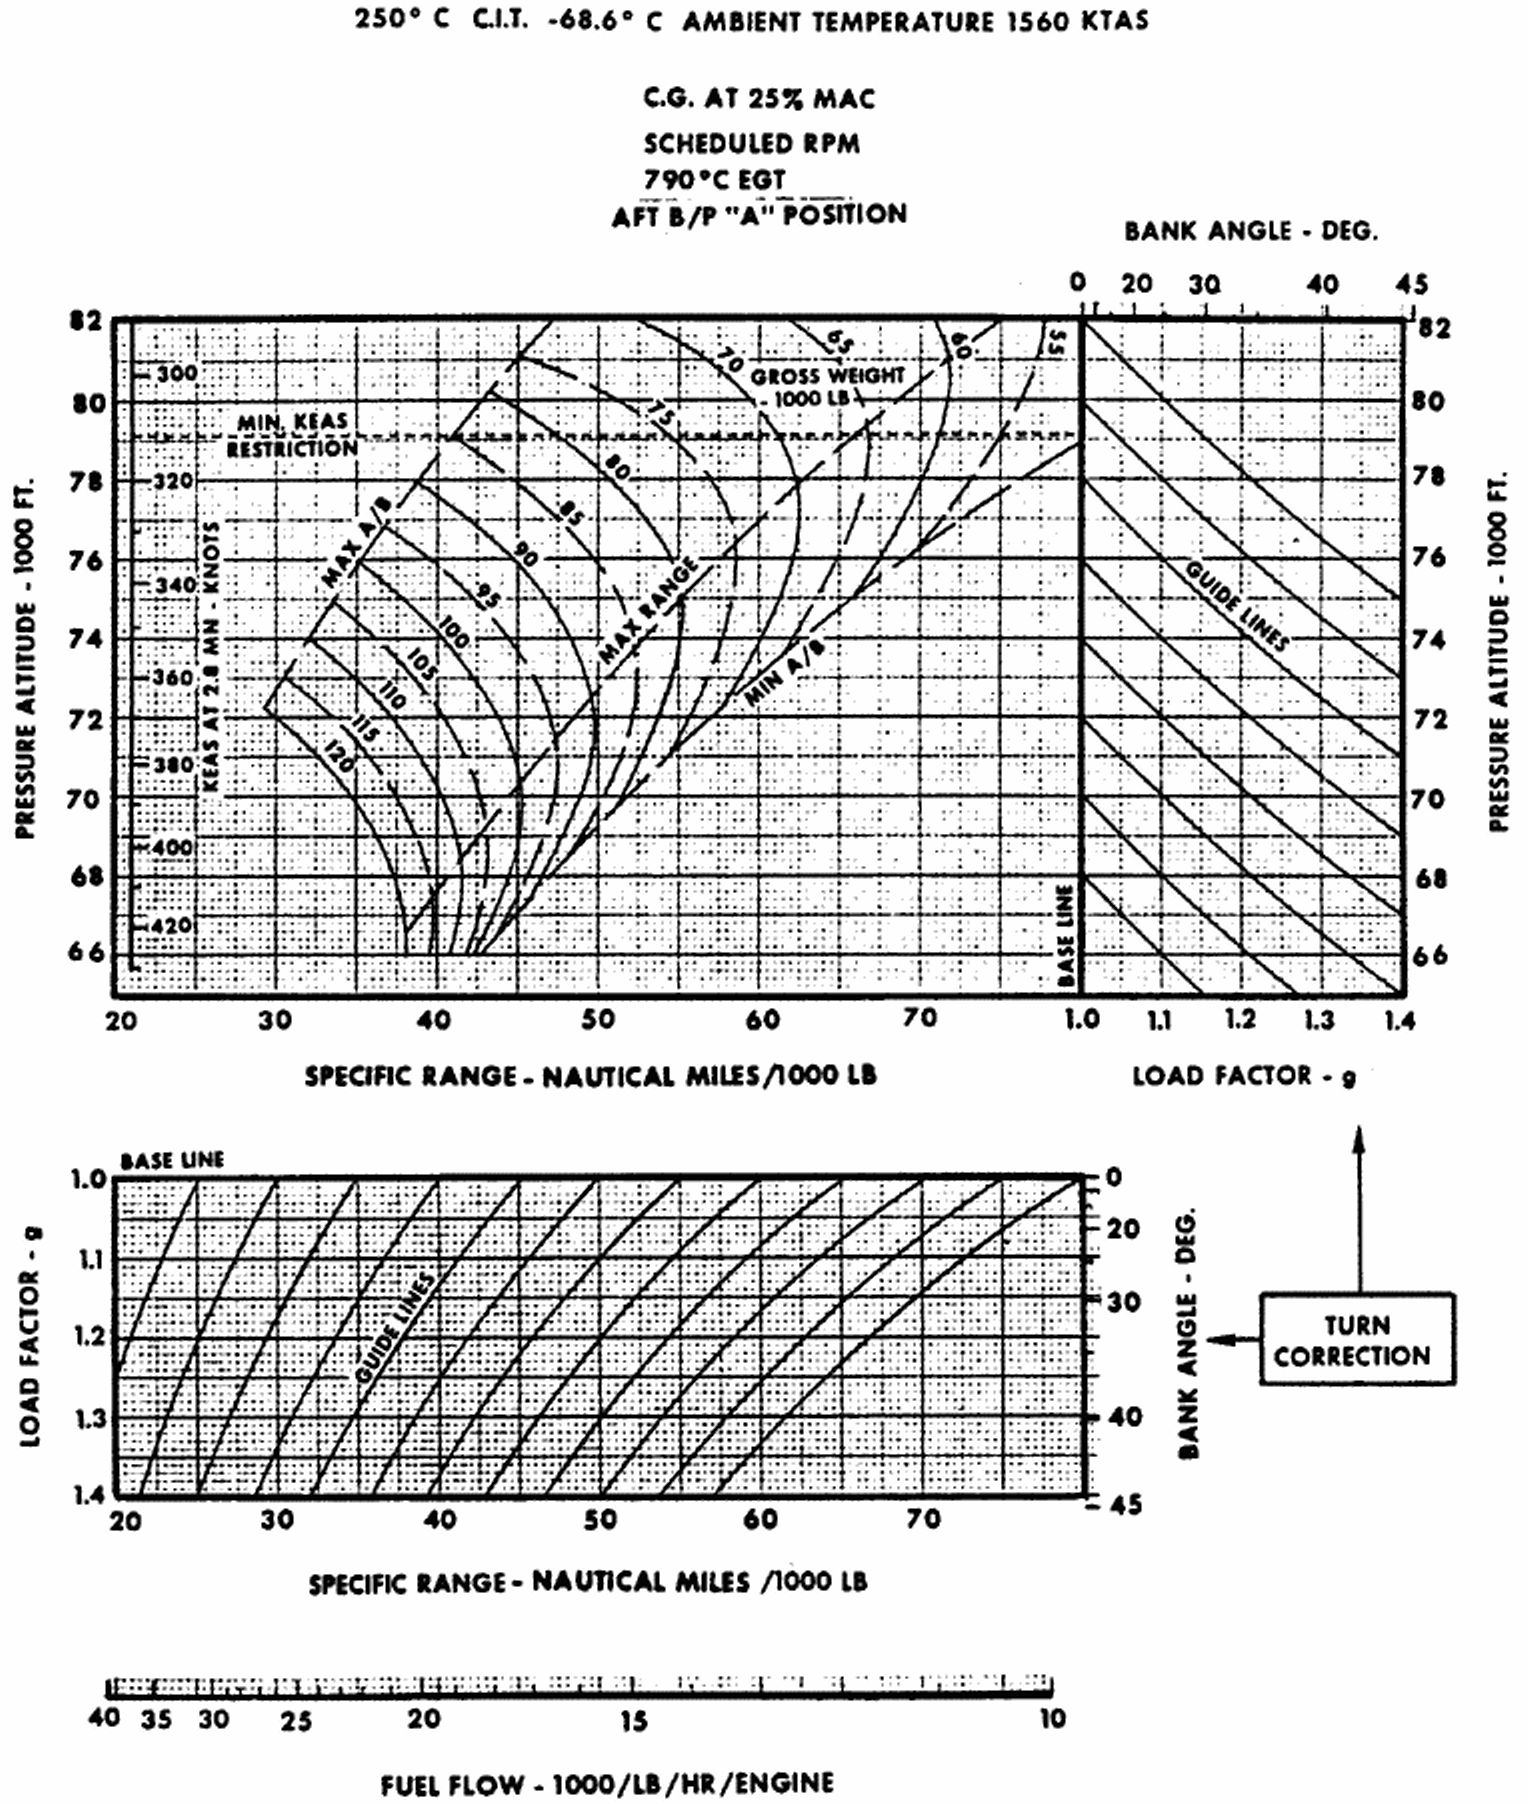 250° C C.I.T. -68.6° C AMBIENT TEMPERATURE 1560 KTAS
C.G. AT 25% MAC
SCHEDULED RPM
790°C EGT
AFT B/P "A" POSITION
BANK ANGLE - DEG.
0 20 30 40 45
PRESSURE ALTITUDE - 1000 FT.
82
80
78
76
74
72
70
68
66
KEAS AT 2.8 MN - KNOTS
300
320
340
360
380
400
420
MIN. KEAS
RESTRICTION
MAX A/B
MAX RANGE
MIN A/B
GROSS WEIGHT
- 1000 LB
55
60
65
70
75
80
85
90
95
100
105
110
115
120
BASE LINE
GUIDE LINES
82
80
78
76
74
72
70
68
66
PRESSURE ALTITUDE - 1000 FT.
20 30 40 50 60 70 1.0 1.1 1.2 1.3 1.4
SPECIFIC RANGE - NAUTICAL MILES/1000 LB
LOAD FACTOR - g
BASE LINE
LOAD FACTOR - g
1.0
1.1
1.2
1.3
1.4
GUIDE LINES
0
20
30
40
45
BANK ANGLE - DEG.
TURN
CORRECTION
20 30 40 50 60 70
SPECIFIC RANGE - NAUTICAL MILES /1000 LB
40 35 30 25 20 15 10
FUEL FLOW - 1000/LB/HR/ENGINE